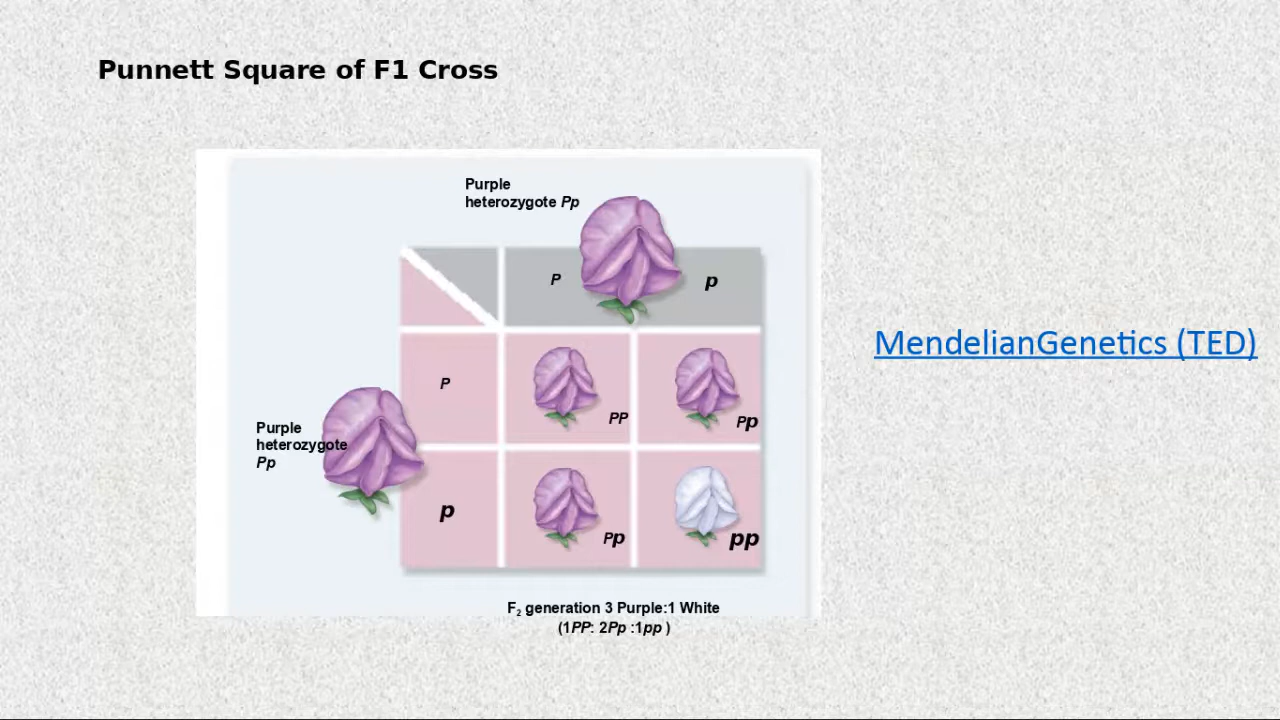 Punnett Square of F1 Cross
Purple
heterozygote Pp
P
p
P
PP
Pp
Purple
heterozygote
Pp
p
Pp
pp
F₂ generation 3 Purple:1 White
(1PP: 2Pp :1pp )
MendelianGenetics (TED)